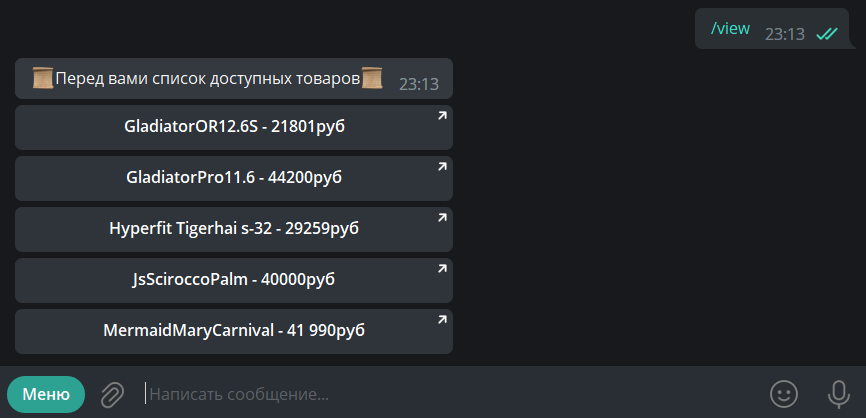 /view 23:13
Перед вами список доступных товаров 23:13
GladiatorOR12.6S - 21801руб
GladiatorPro11.6 - 44200руб
Hyperfit Tigerhai s-32 - 29259руб
JsSciroccoPalm - 40000руб
MermaidMaryCarnival - 41 990руб
Меню Написать сообщение...